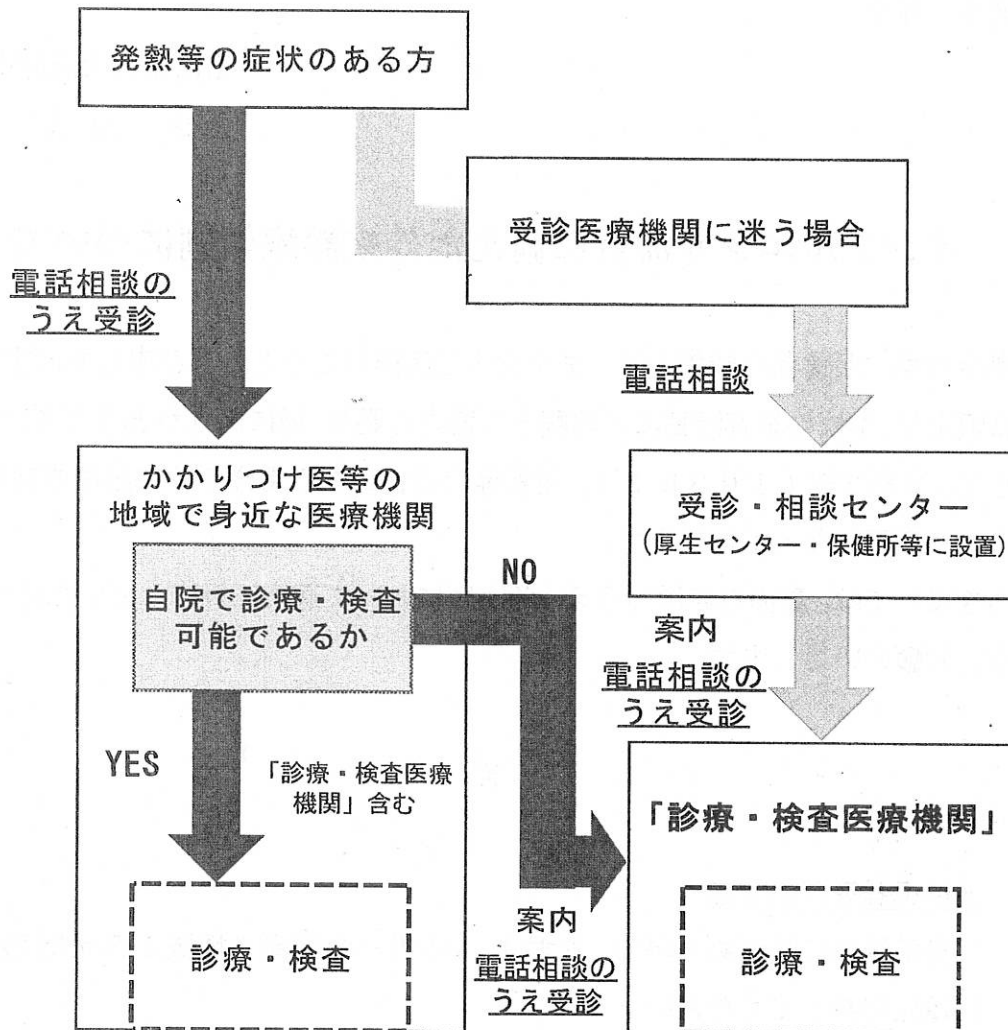 発熱等の症状のある方
受診医療機関に迷う場合
電話相談の
うえ受診
電話相談
かかりつけ医等の
地域で身近な医療機関
自院で診療・検査
可能であるか
NO
受診・相談センター
(厚生センター・保健所等に設置)
案内
電話相談の
うえ受診
YES
「診療・検査医療
機関」含む
「診療・検査医療機関」
診療・検査
案内
電話相談の
うえ受診
診療・検査